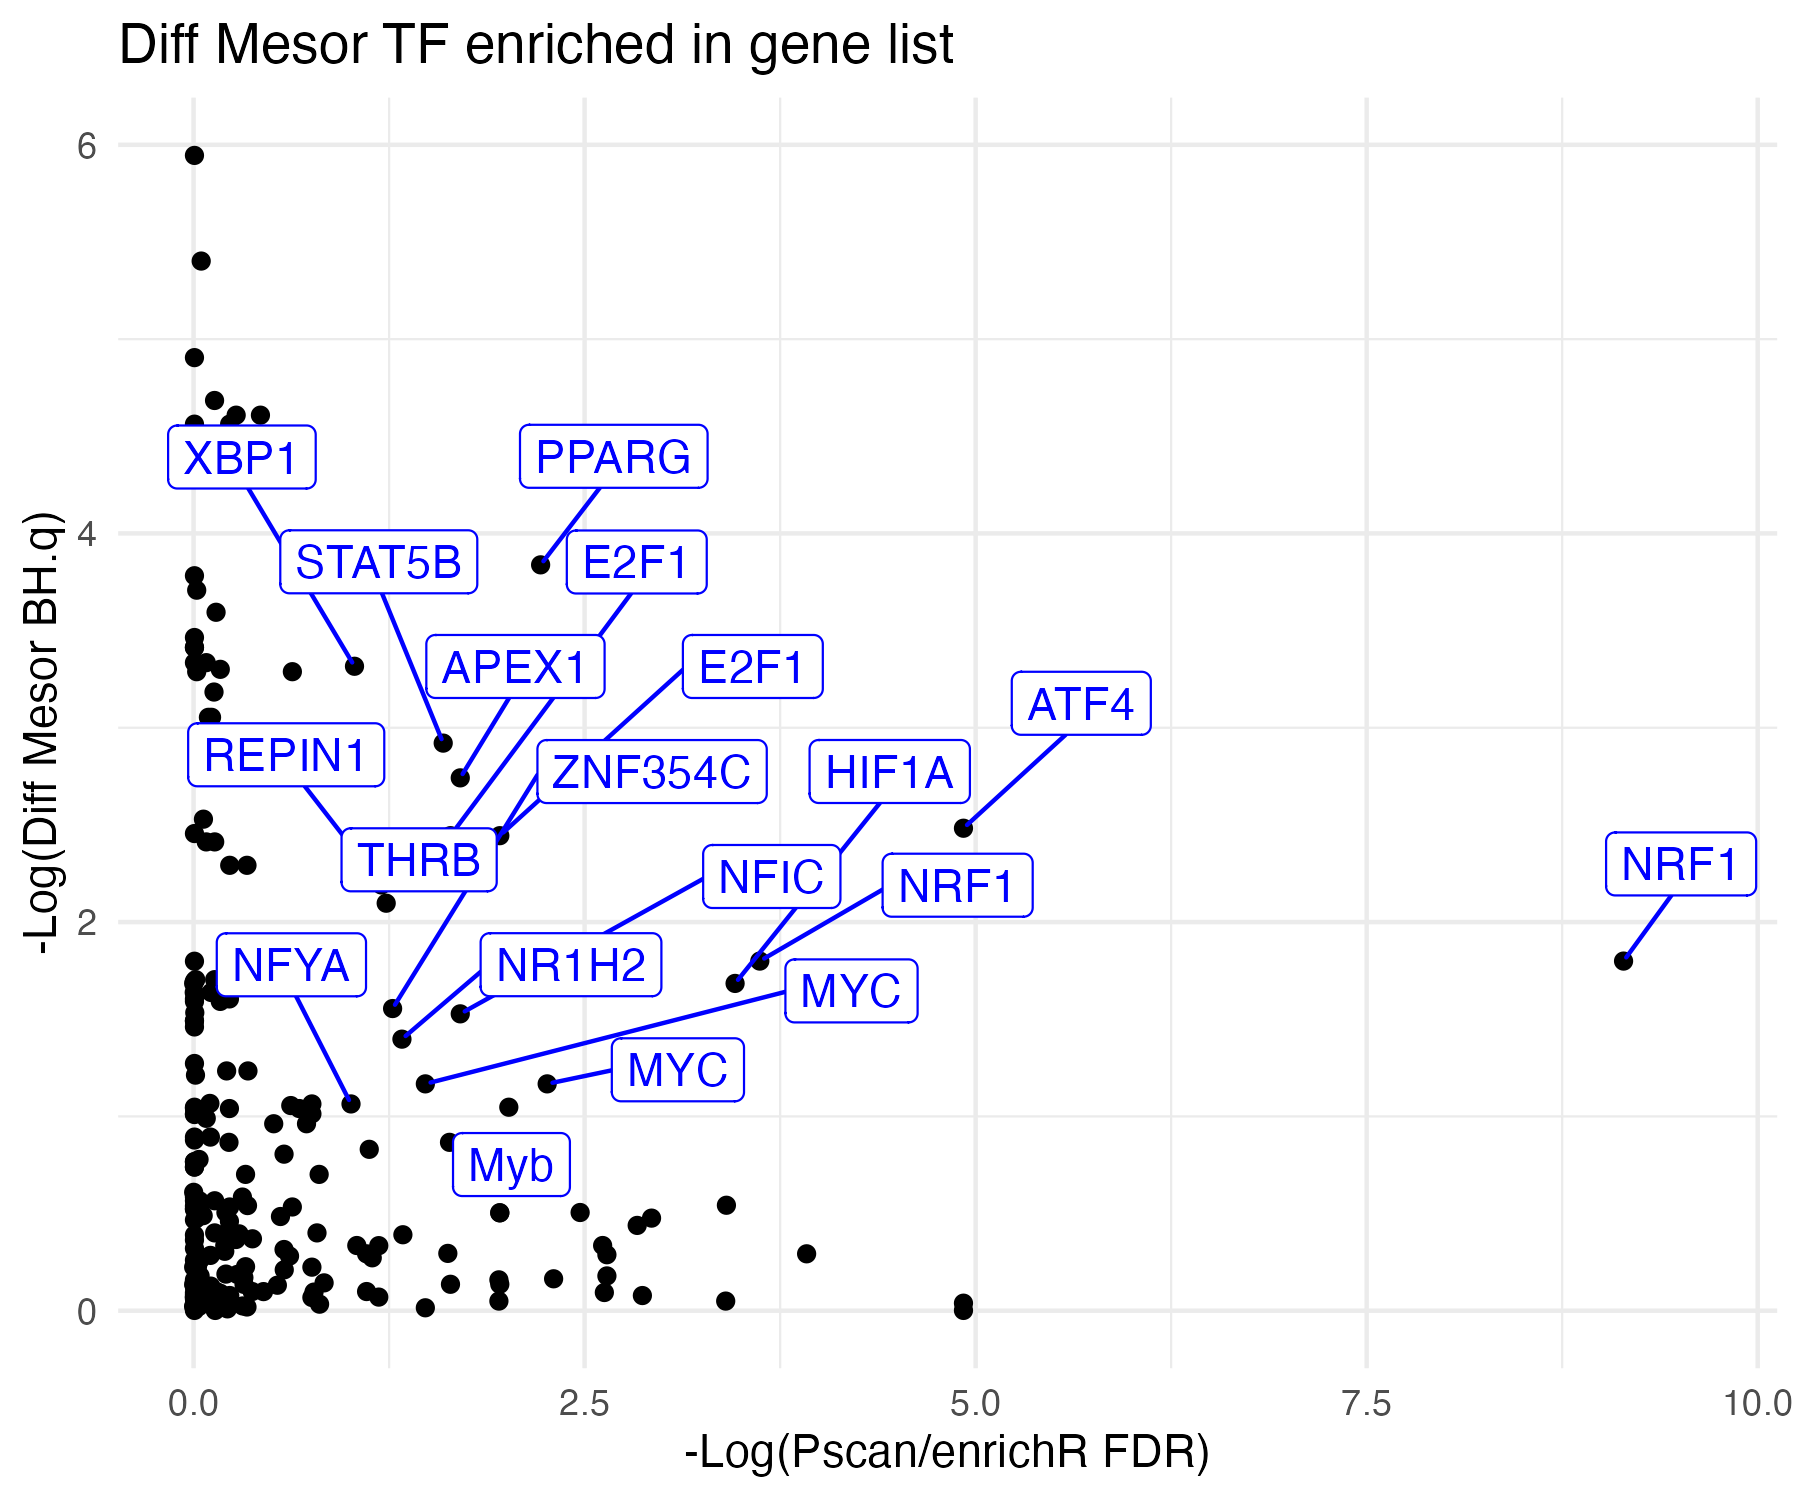 Diff Mesor TF enriched in gene list
-Log(Diff Mesor BH.q)
6
4
2
0
XBP1
PPARG
STAT5B
E2F1
APEX1
E2F1
ATF4
REPIN1
ZNF354C
HIF1A
THRB
NFIC
NRF1
NRF1
NFYA
NR1H2
MYC
MYC
Myb
0.0
2.5
5.0
7.5
10.0
-Log(Pscan/enrichR FDR)